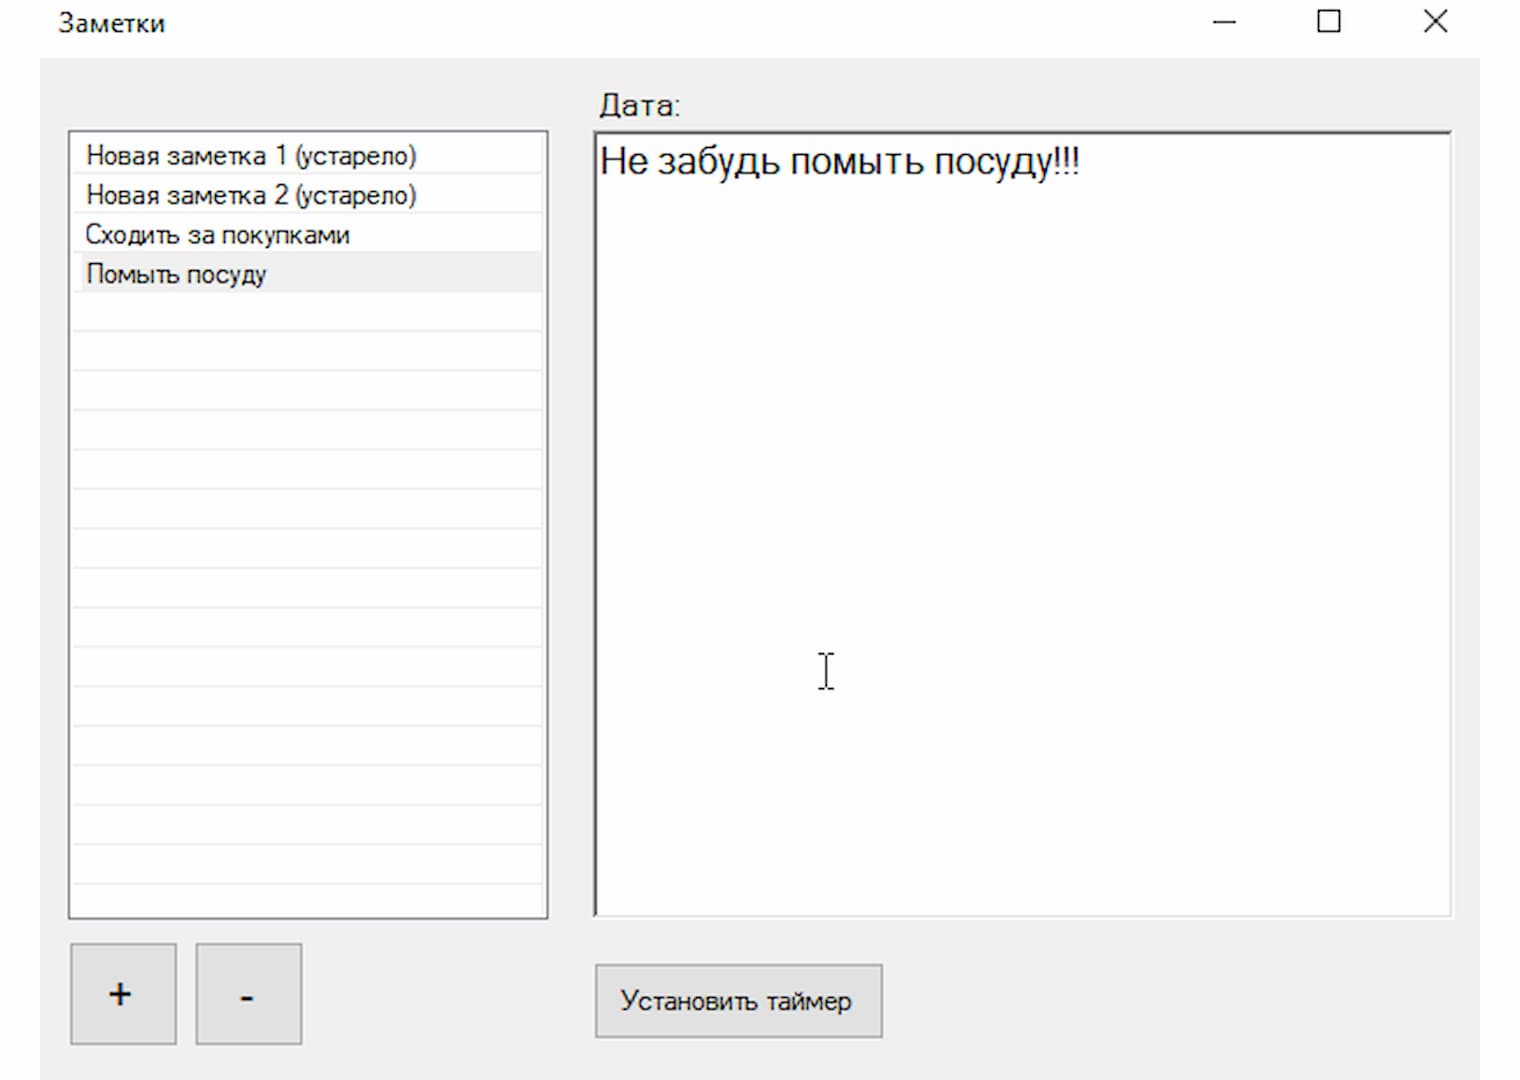 Заметки
Дата:
Новая заметка 1 (устарело)
Новая заметка 2 (устарело)
Сходить за покупками
Помыть посуду
Не забудь помыть посуду!!!
+
-
Установить таймер